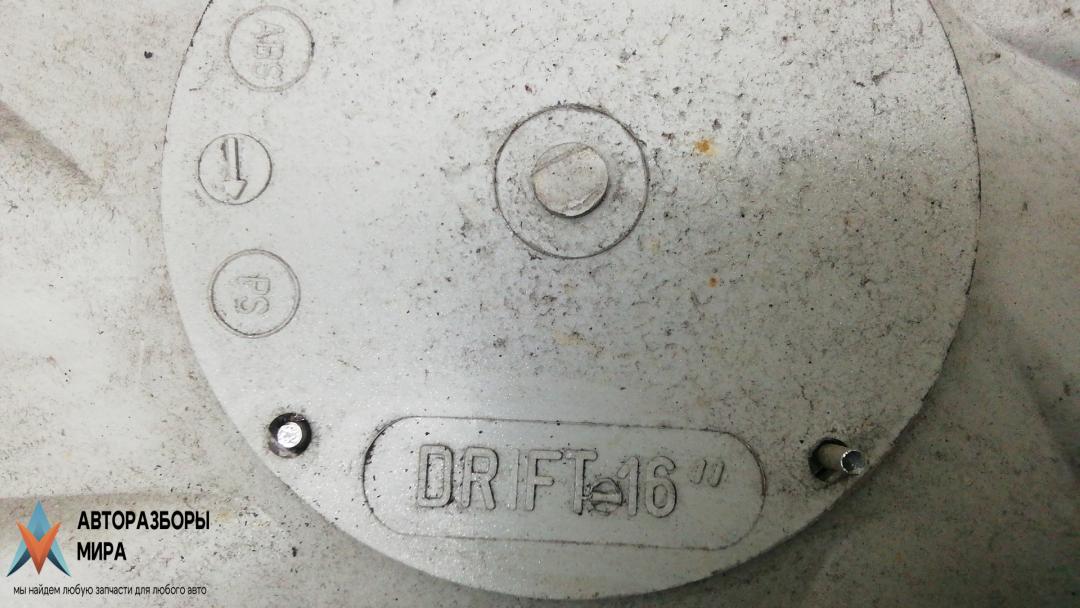 ABS
PS
DRIFT 16"
АВТОРАЗБОРЫ
МИРА
мы найдем любую запчасти для любого авто